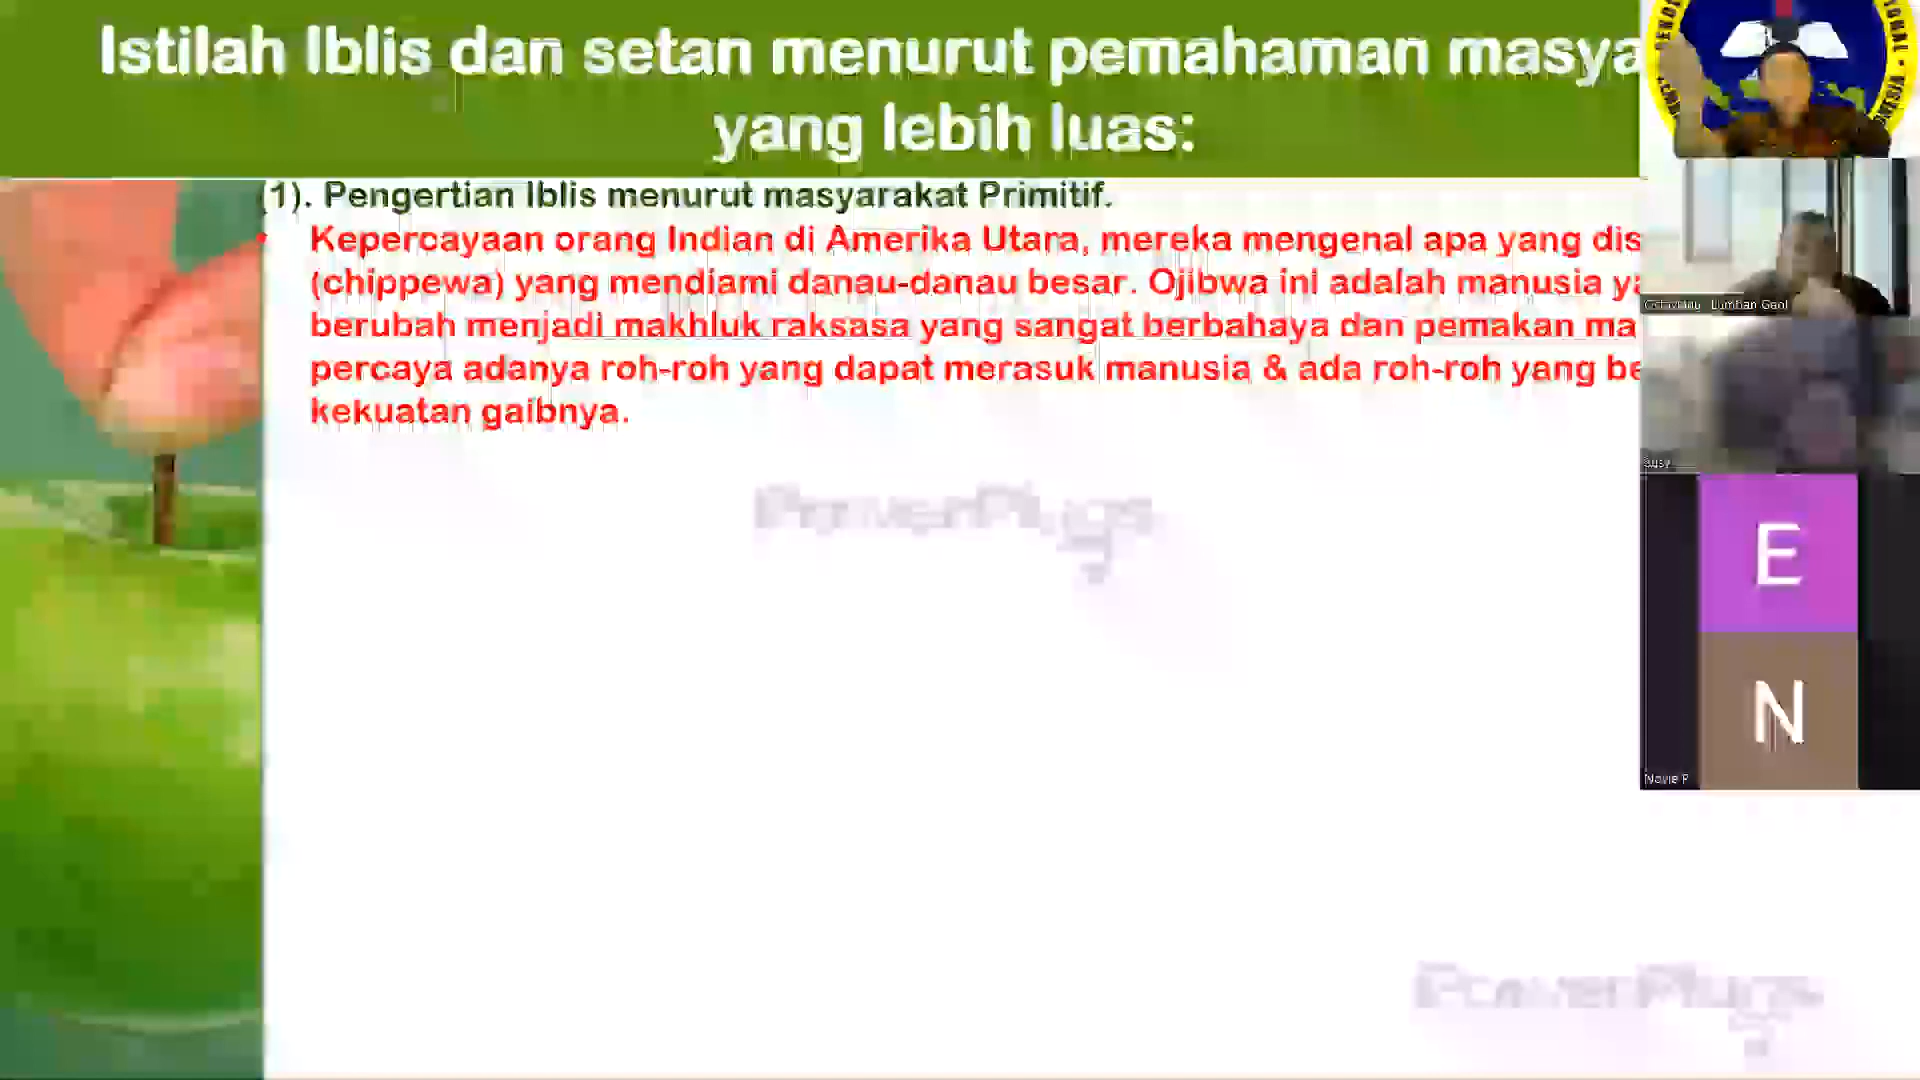 Istilah Iblis dan setan menurut pemahaman masya
yang lebih luas:
(1). Pengertian Iblis menurut masyarakat Primitif.
Kepercayaan orang Indian di Amerika Utara, mereka mengenal apa yang dis
(chippewa) yang mendiami danau-danau besar. Ojibwa ini adalah manusia ya
berubah menjadi makhluk raksasa yang sangat berbahaya dan pemakan ma
percaya adanya roh-roh yang dapat merasuk manusia & ada roh-roh yang be
kekuatan gaibnya.
PowerPlugs
PowerPlugs
Lumban Gaol
Susy
E
N
Novie P